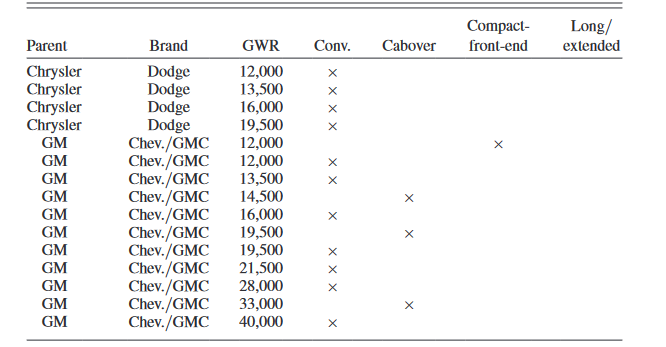 Compact- Long/
Parent Brand GWR Conv. Cabover front-end extended
Chrysler Dodge 12,000 ×
Chrysler Dodge 13,500 ×
Chrysler Dodge 16,000 ×
Chrysler Dodge 19,500 ×
GM Chev./GMC 12,000 ×
GM Chev./GMC 12,000 ×
GM Chev./GMC 13,500 ×
GM Chev./GMC 14,500 ×
GM Chev./GMC 16,000 ×
GM Chev./GMC 19,500 ×
GM Chev./GMC 19,500 ×
GM Chev./GMC 21,500 ×
GM Chev./GMC 28,000 ×
GM Chev./GMC 33,000 ×
GM Chev./GMC 40,000 ×